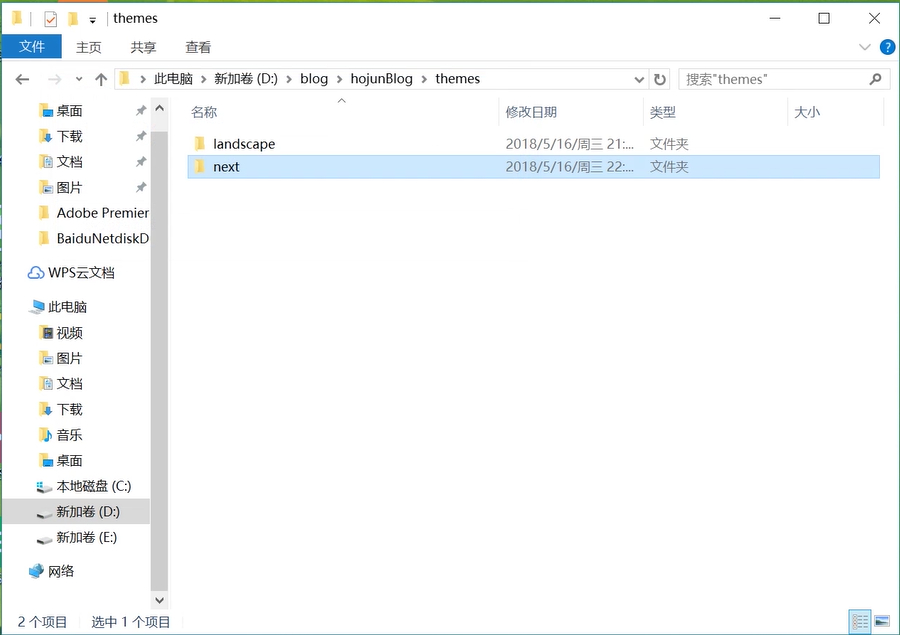 themes
文件 主页 共享 查看
此电脑 新加卷 (D:) blog hojunBlog themes 搜索"themes"
名称 修改日期 类型 大小
桌面
下载
文档
图片
Adobe Premier
BaiduNetdiskD
WPS云文档
此电脑
视频
图片
文档
下载
音乐
桌面
本地磁盘 (C:)
新加卷 (D:)
新加卷 (E:)
网络
landscape 2018/5/16/周三 21:... 文件夹
next 2018/5/16/周三 22:... 文件夹
2 个项目 选中 1 个项目